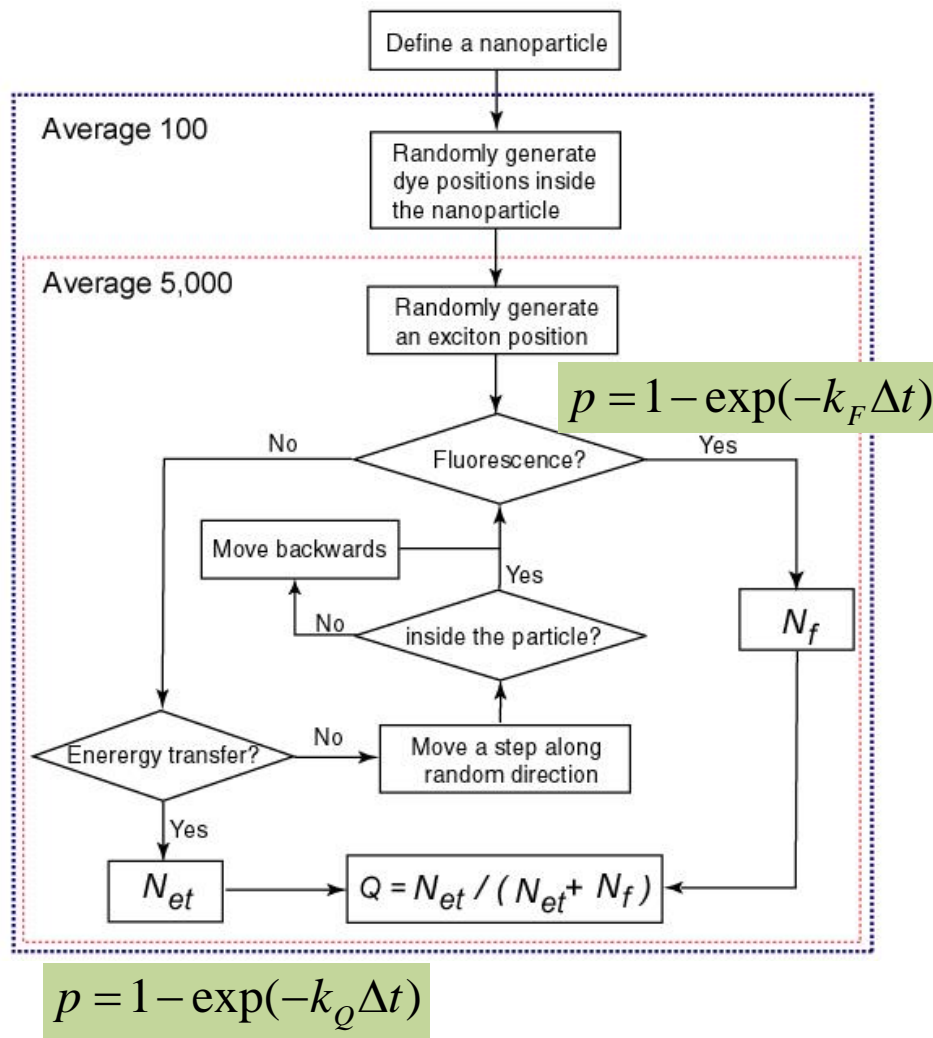 Define a nanoparticle
Average 100
Randomly generate
dye positions inside
the nanoparticle
Average 5,000
Randomly generate
an exciton position
p = 1 − exp(−k_F Δt)
No
Fluorescence?
Yes
Move backwards
Yes
No
inside the particle?
N_f
Enerergy transfer?
No
Move a step along
random direction
Yes
N_et
Q = N_et / ( N_et + N_f )
p = 1 − exp(−k_Q Δt)